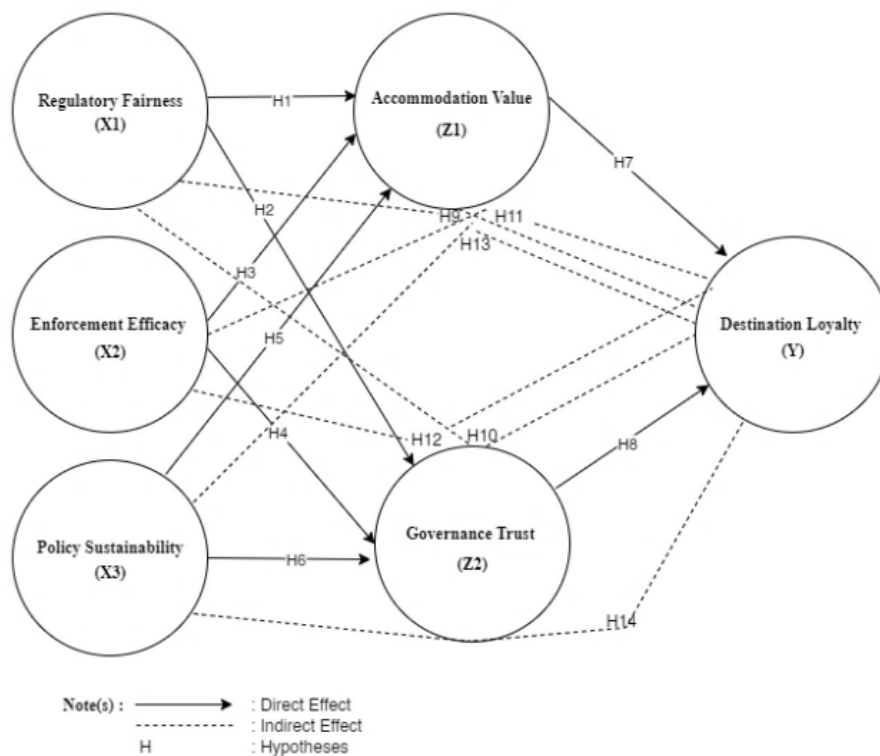 Regulatory Fairness
(X1)
Accommodation Value
(Z1)
H1
H7
H2
H9
H11
H13
H3
Enforcement Efficacy
(X2)
Destination Loyalty
(Y)
H5
H4
H12
H10
H8
Policy Sustainability
(X3)
Governance Trust
(Z2)
H6
H14
Note(s) :
: Direct Effect
: Indirect Effect
H : Hypotheses